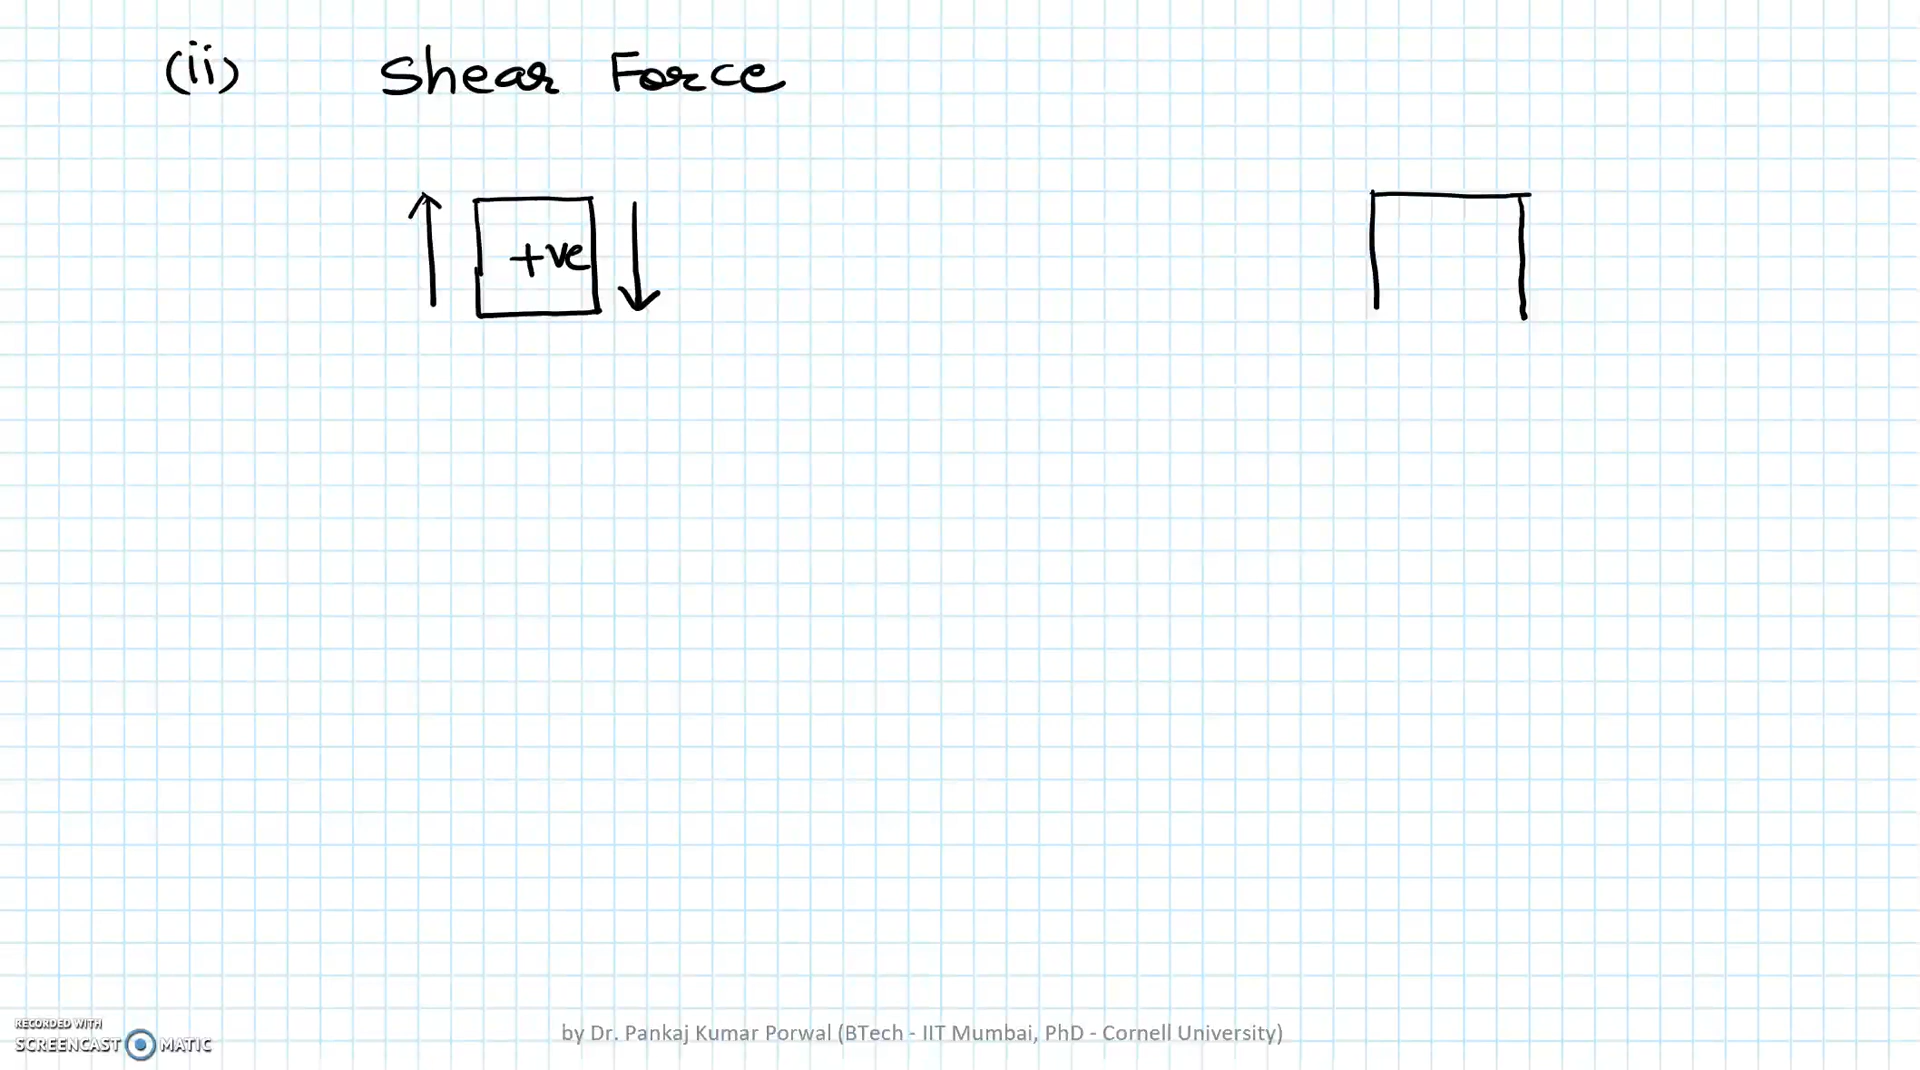 (ii) Shear Force
+ve
RECORDED WITH
SCREENCAST MATIC
by Dr. Pankaj Kumar Porwal (BTech - IIT Mumbai, PhD - Cornell University)